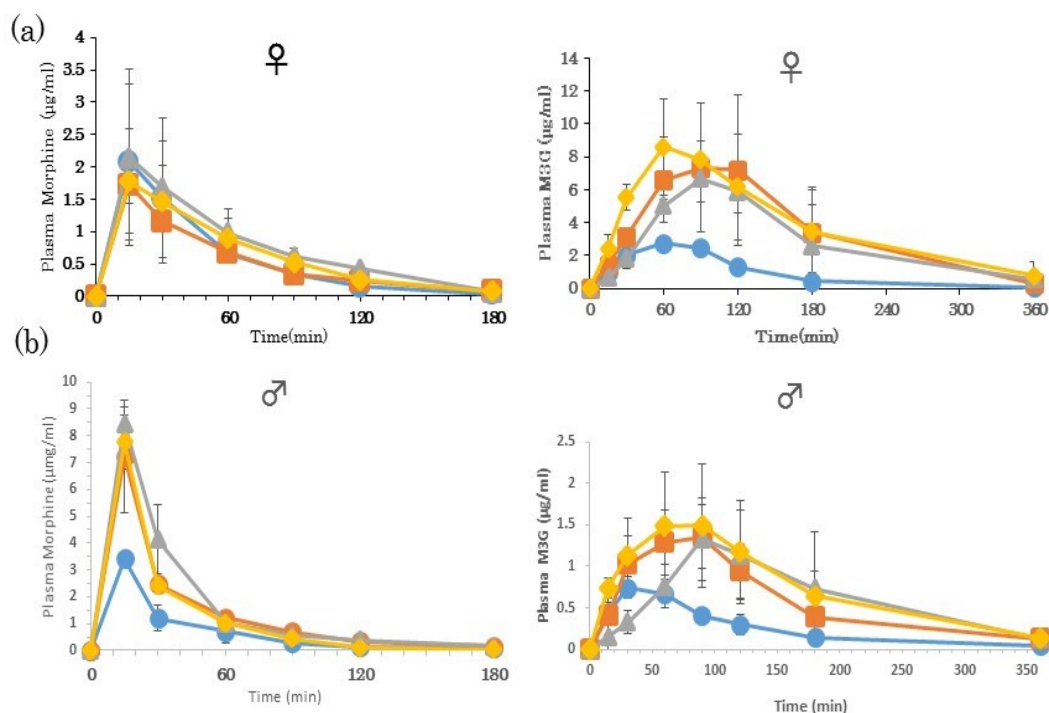 (a)
♀
Plasma Morphine (µg/ml)
4
3.5
3
2.5
2
1.5
1
0.5
0
0 60 120 180
Time(min)
♀
Plasma M3G (µg/ml)
14
12
10
8
6
4
2
0
0 60 120 180 240 300 360
Time(min)
(b)
♂
Plasma Morphine (µmg/ml)
10
9
8
7
6
5
4
3
2
1
0
0 60 120 180
Time (min)
♂
Plasma M3G (µg/ml)
2.5
2
1.5
1
0.5
0
0 50 100 150 200 250 300 350
Time (min)